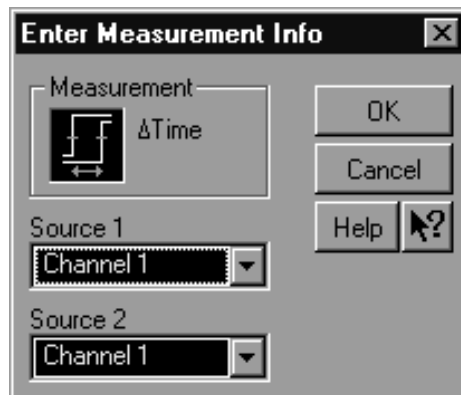 Enter Measurement Info
Measurement
ΔTime
OK
Cancel
Help
?
Source 1
Channel 1
Source 2
Channel 1